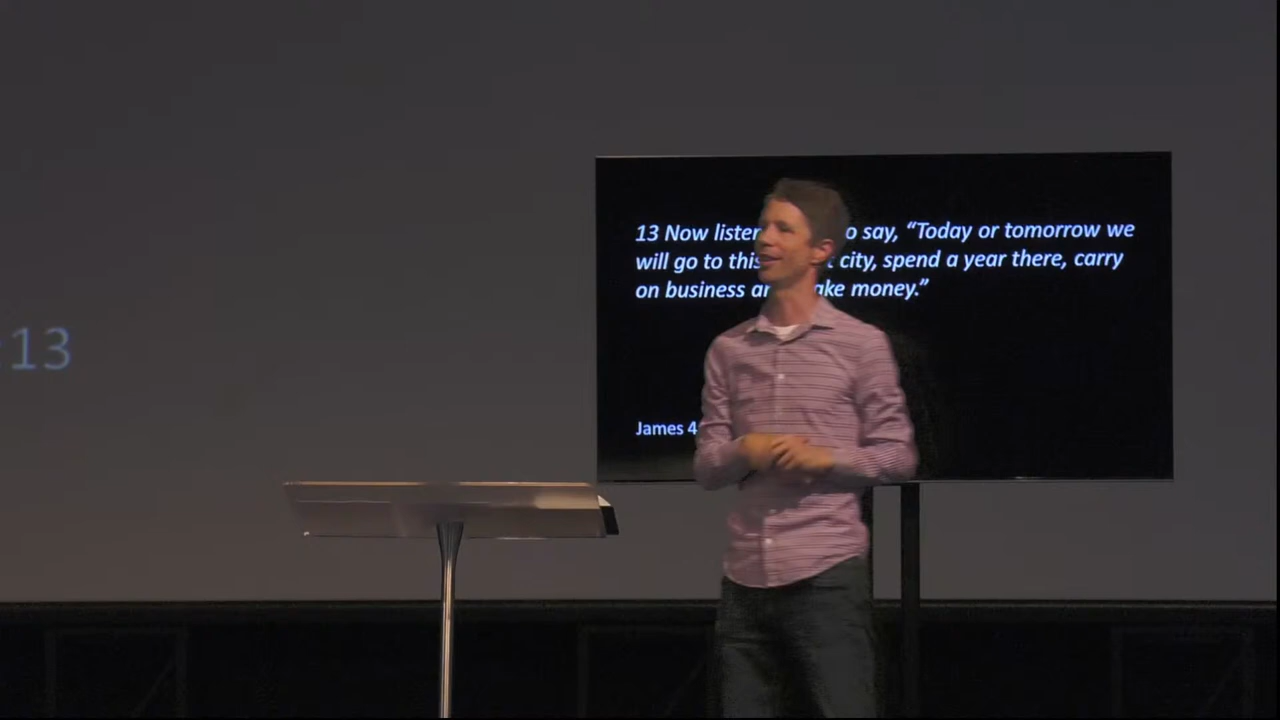 :13
13 Now listen o say, “Today or tomorrow we
will go to this t city, spend a year there, carry
on business an ake money.”
James 4